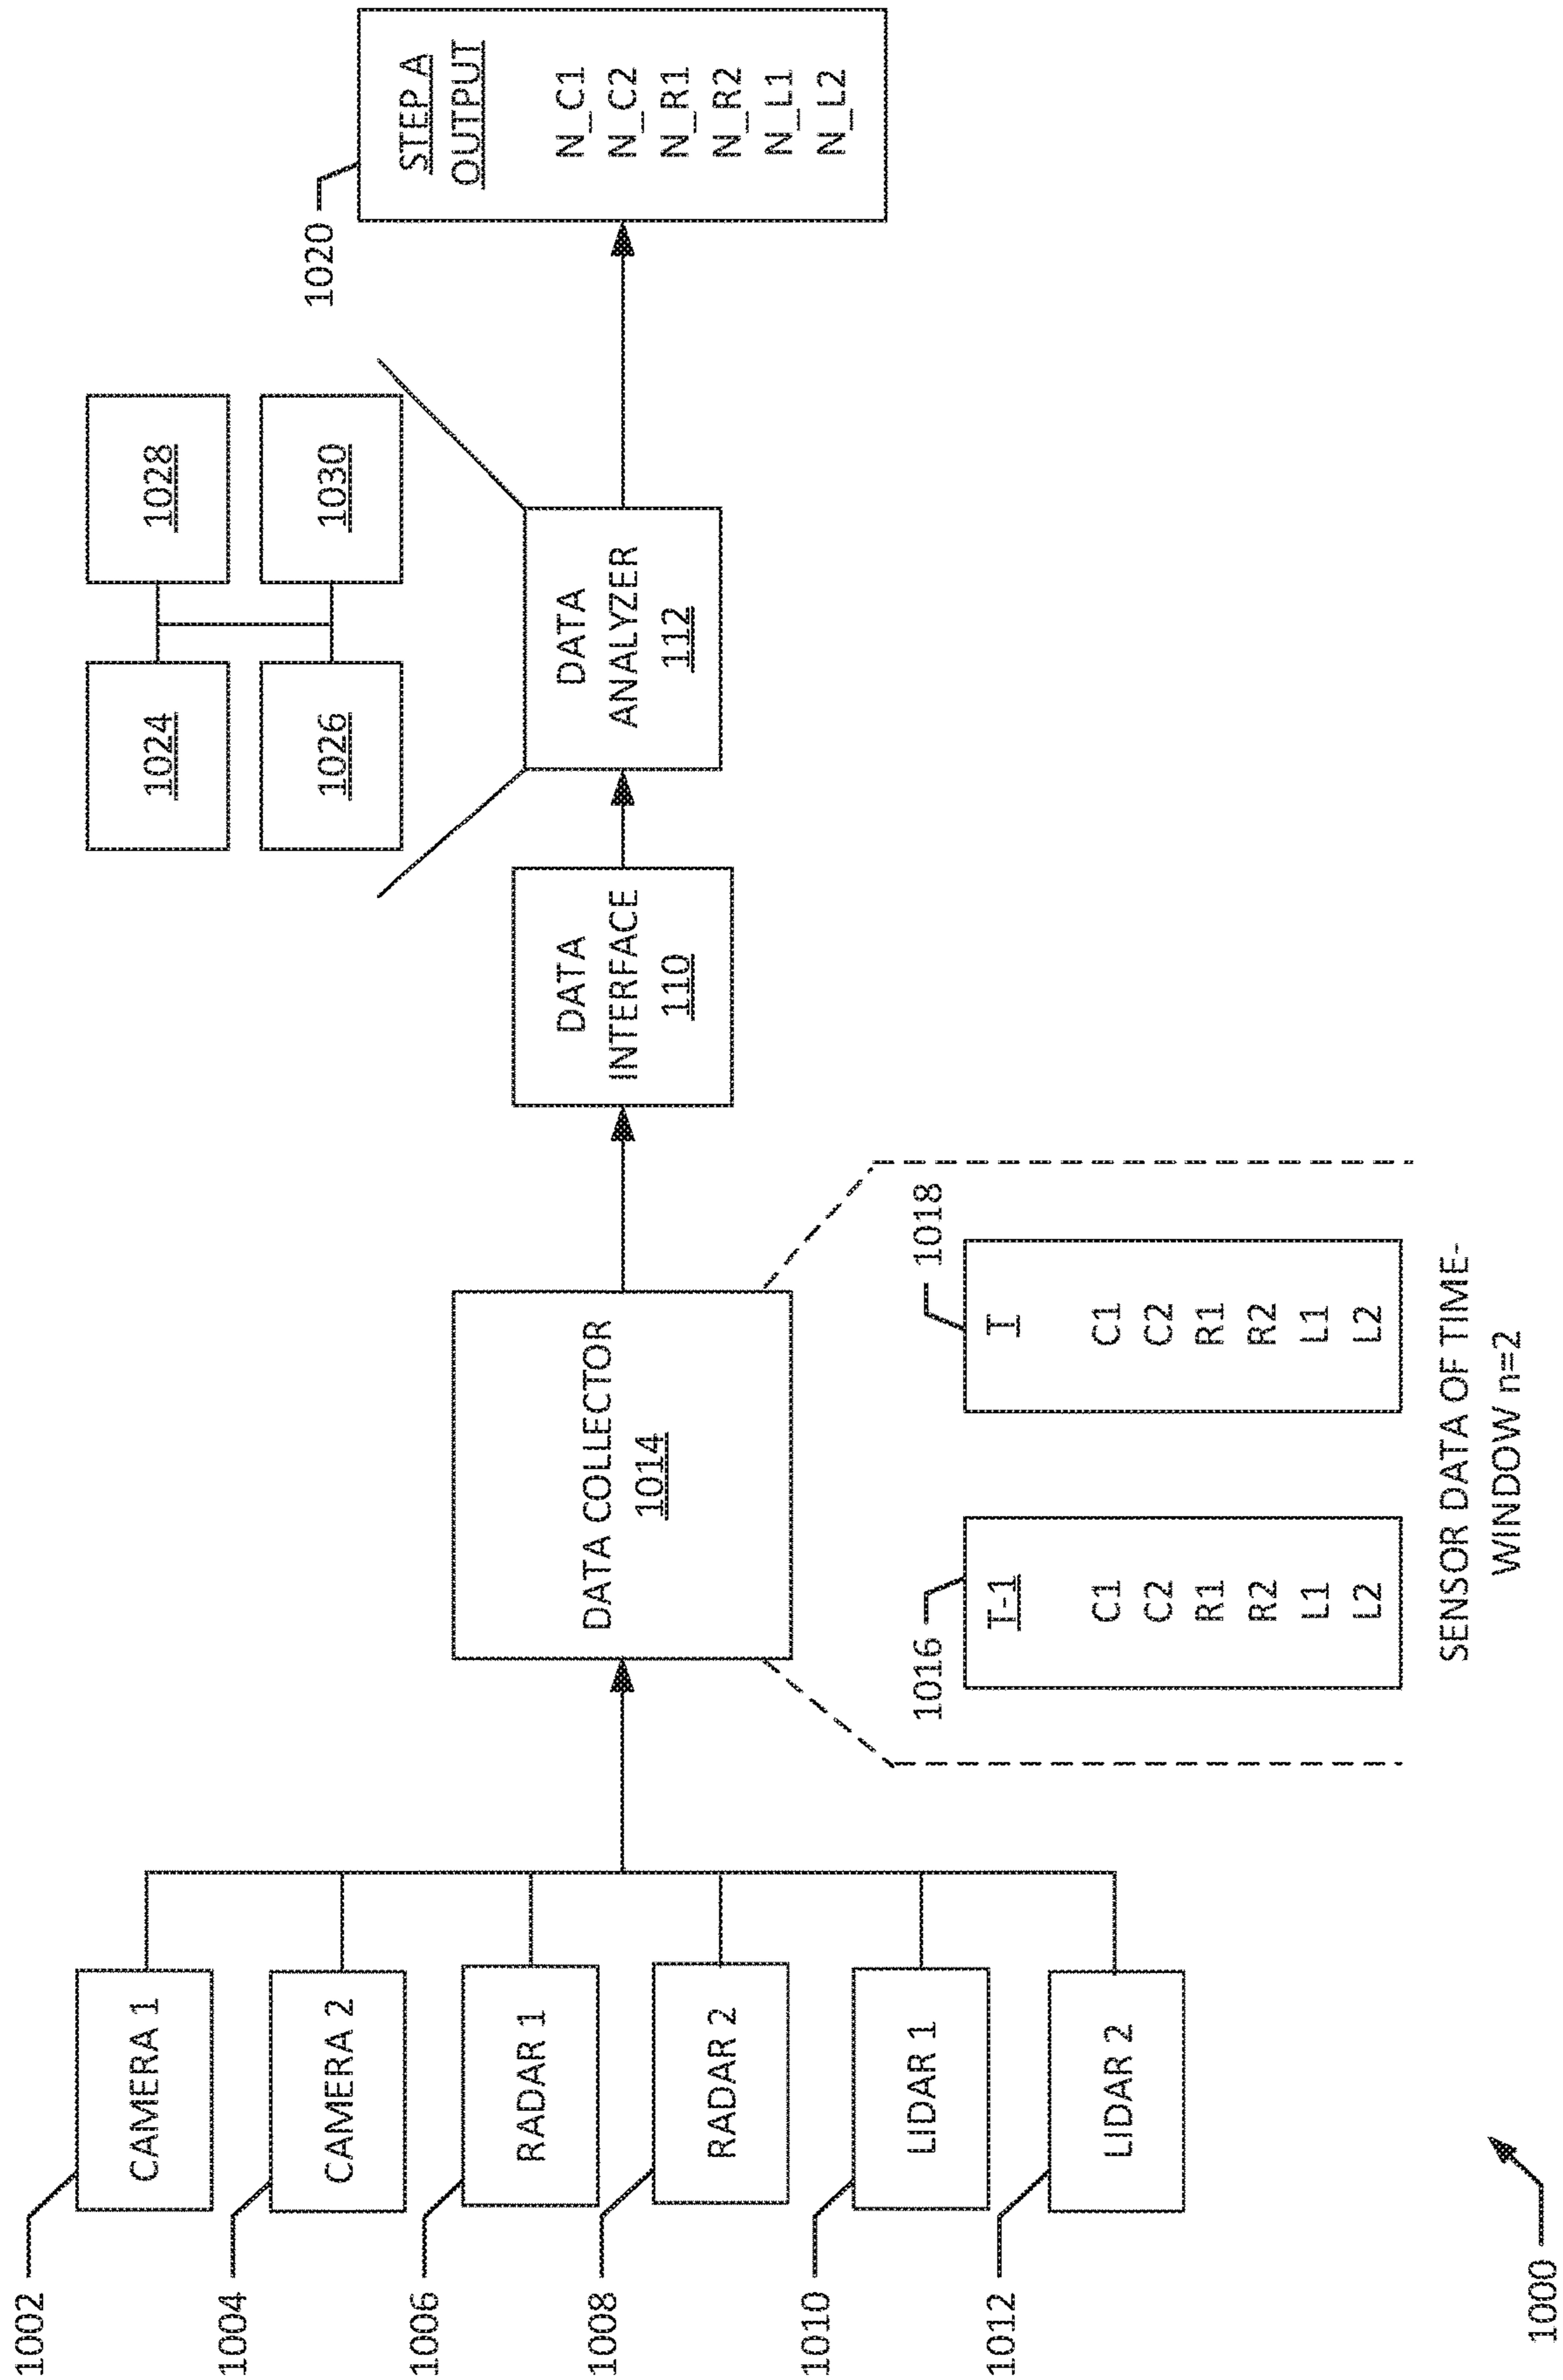 1002
CAMERA 1
1004
CAMERA 2
1006
RADAR 1
1008
RADAR 2
1010
LIDAR 1
1012
LIDAR 2
DATA COLLECTOR
1014
1016
T-1
C1
C2
R1
R2
L1
L2
1018
T
C1
C2
R1
R2
L1
L2
SENSOR DATA OF TIME-
WINDOW n=2
DATA
INTERFACE
110
DATA
ANALYZER
112
1024
1028
1026
1030
1020
STEP A
OUTPUT
N_C1
N_C2
N_R1
N_R2
N_L1
N_L2
1000